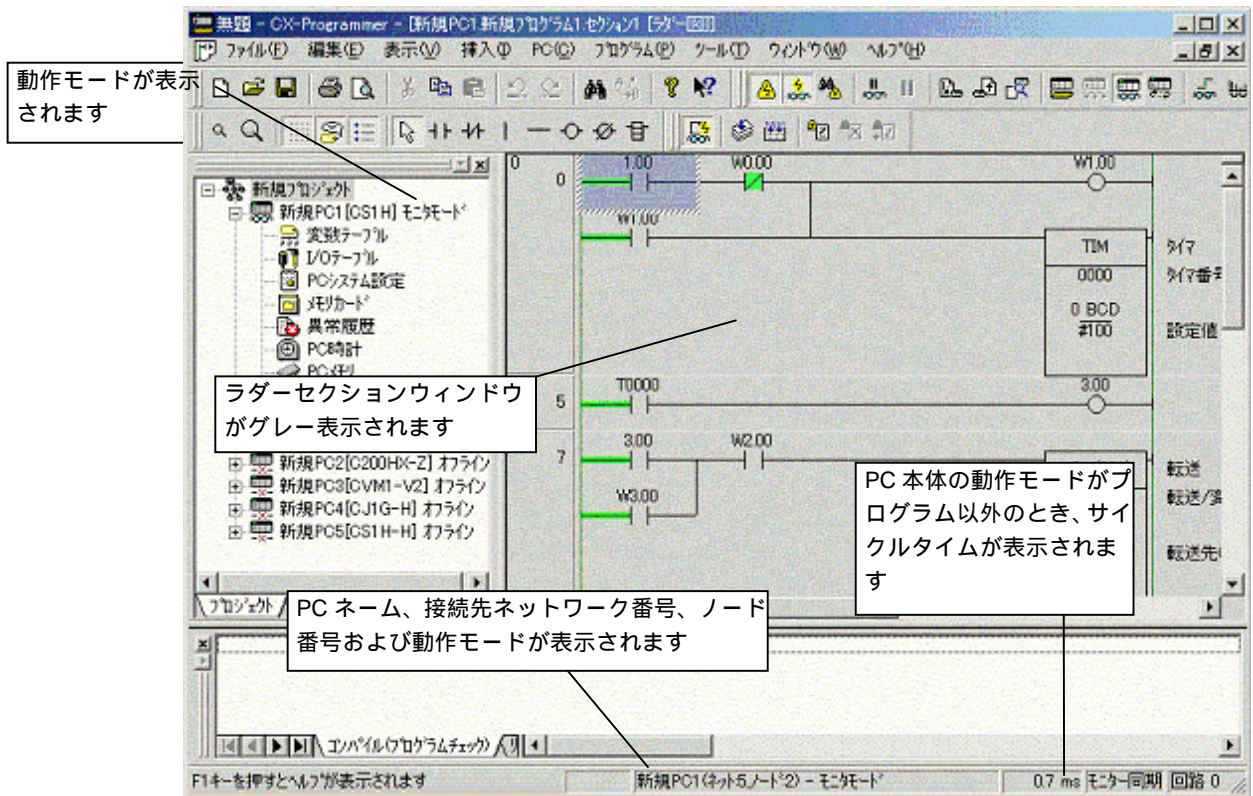 無題 - CX-Programmer - [新規PC1.新規プログラム1.セクション1 [ラダー図]]
ファイル(F) 編集(E) 表示(V) 挿入(I) PC(C) プログラム(P) ツール(T) ウィンドウ(W) ヘルプ(H)
動作モードが表示
されます
新規プロジェクト
新規PC1[CS1H] モニタモード
変数テーブル
I/Oテーブル
PCシステム設定
メモリカード
異常履歴
PC時計
PCメモリ
ラダーセクションウィンドウ
がグレー表示されます
新規PC2[C200HX-Z] オフライン
新規PC3[CVM1-V2] オフライン
新規PC4[CJ1G-H] オフライン
新規PC5[CS1H-H] オフライン
プロジェクト
0
0
1.00
W0.00
W1.00
W1.00
TIM
タイマ
0000
タイマ番号
0 BCD
#100
設定値
5
T0000
3.00
7
3.00
W2.00
W3.00
転送
転送/
転送先
PC 本体の動作モードがプ
ログラム以外のとき、サイ
クルタイムが表示されま
す
PC ネーム、接続先ネットワーク番号、ノード
番号および動作モードが表示されます
コンパイル(プログラムチェック)
F1キーを押すとヘルプが表示されます
新規PC1(ネット5,ノード2) - モニタモード
0.7 ms
モニター同期
回路 0